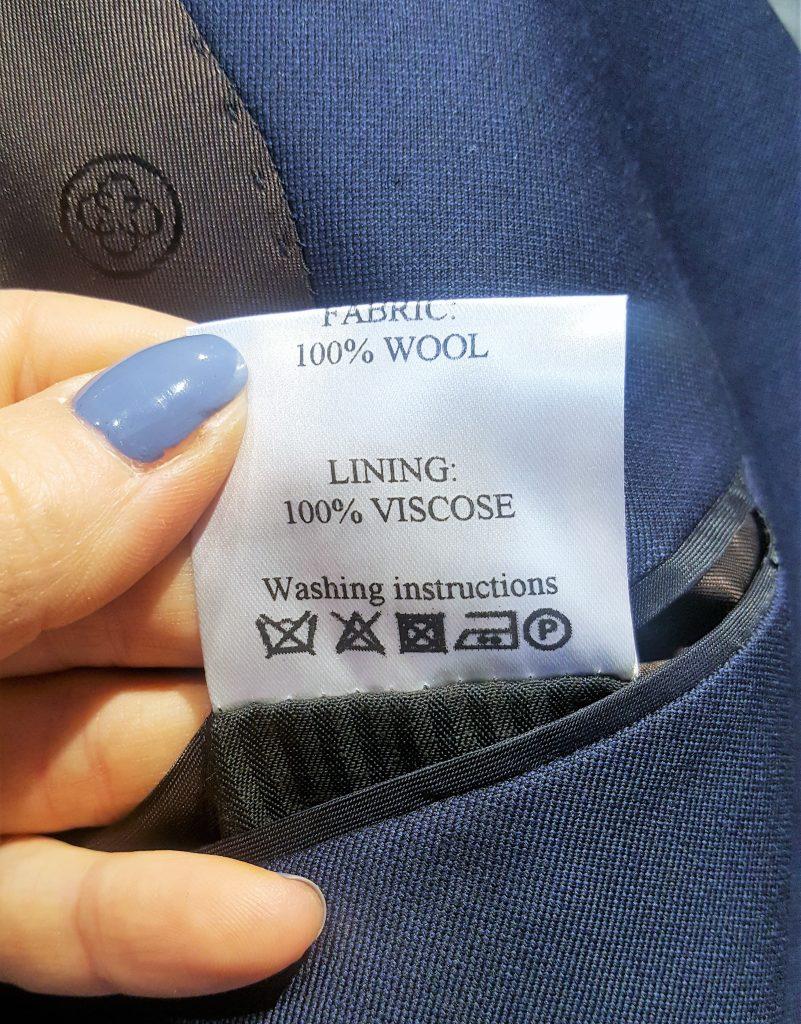 FABRIC:
100% WOOL
LINING:
100% VISCOSE
Washing instructions
P